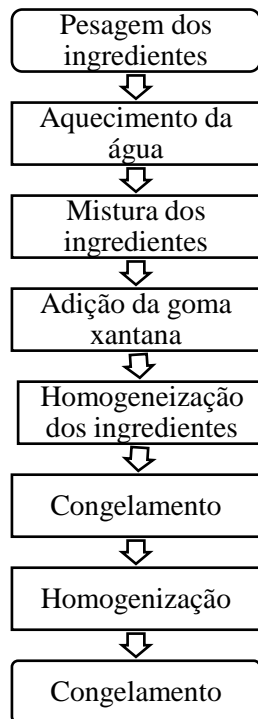 Pesagem dos
ingredientes
Aquecimento da
água
Mistura dos
ingredientes
Adição da goma
xantana
Homogeneização
dos ingredientes
Congelamento
Homogenização
Congelamento